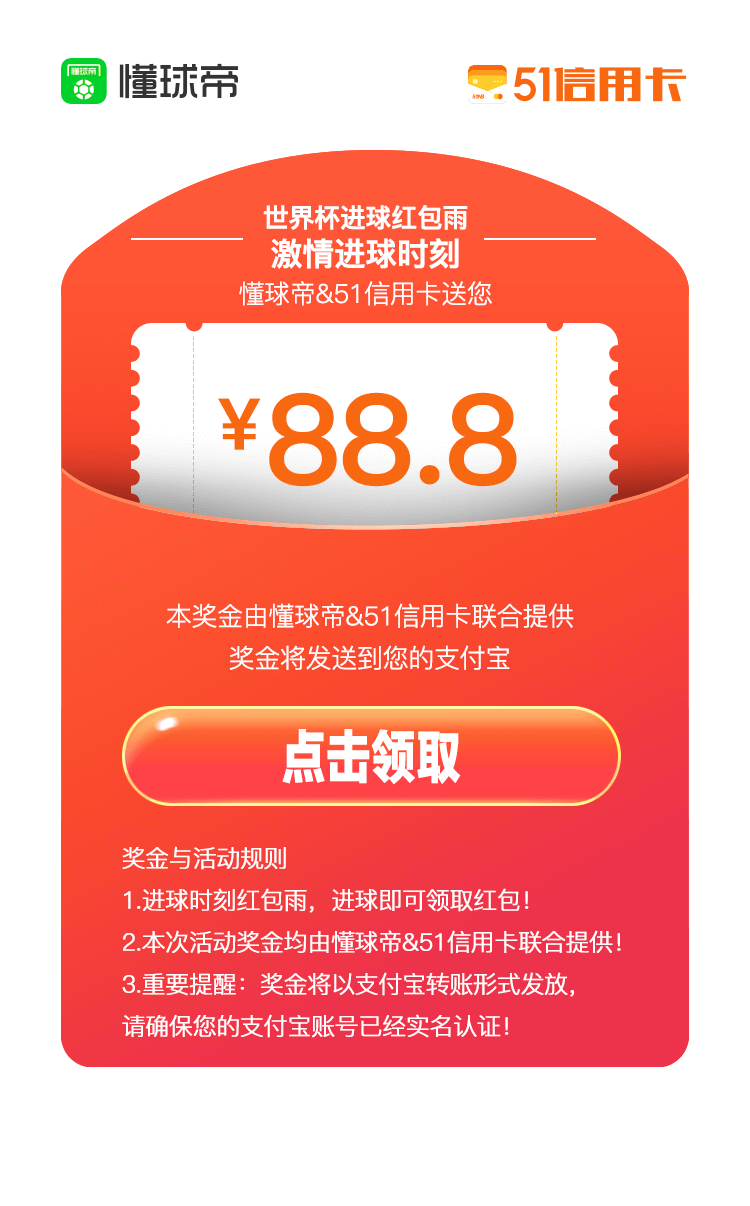 懂球帝
懂球帝
51信用卡
世界杯进球红包雨
激情进球时刻
懂球帝&51信用卡送您
¥88.8
本奖金由懂球帝&51信用卡联合提供
奖金将发送到您的支付宝
点击领取
奖金与活动规则
1.进球时刻红包雨，进球即可领取红包！
2.本次活动奖金均由懂球帝&51信用卡联合提供！
3.重要提醒：奖金将以支付宝转账形式发放，
请确保您的支付宝账号已经实名认证！